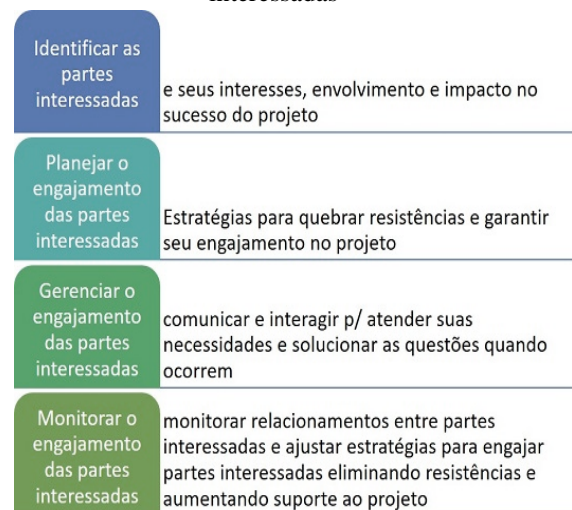 interessadas
Identificar as
partes
interessadas
e seus interesses, envolvimento e impacto no
sucesso do projeto
Planejar o
engajamento
das partes
interessadas
Estratégias para quebrar resistências e garantir
seu engajamento no projeto
Gerenciar o
engajamento
das partes
interessadas
comunicar e interagir p/ atender suas
necessidades e solucionar as questões quando
ocorrem
Monitorar o
engajamento
das partes
interessadas
monitorar relacionamentos entre partes
interessadas e ajustar estratégias para engajar
partes interessadas eliminando resistências e
aumentando suporte ao projeto